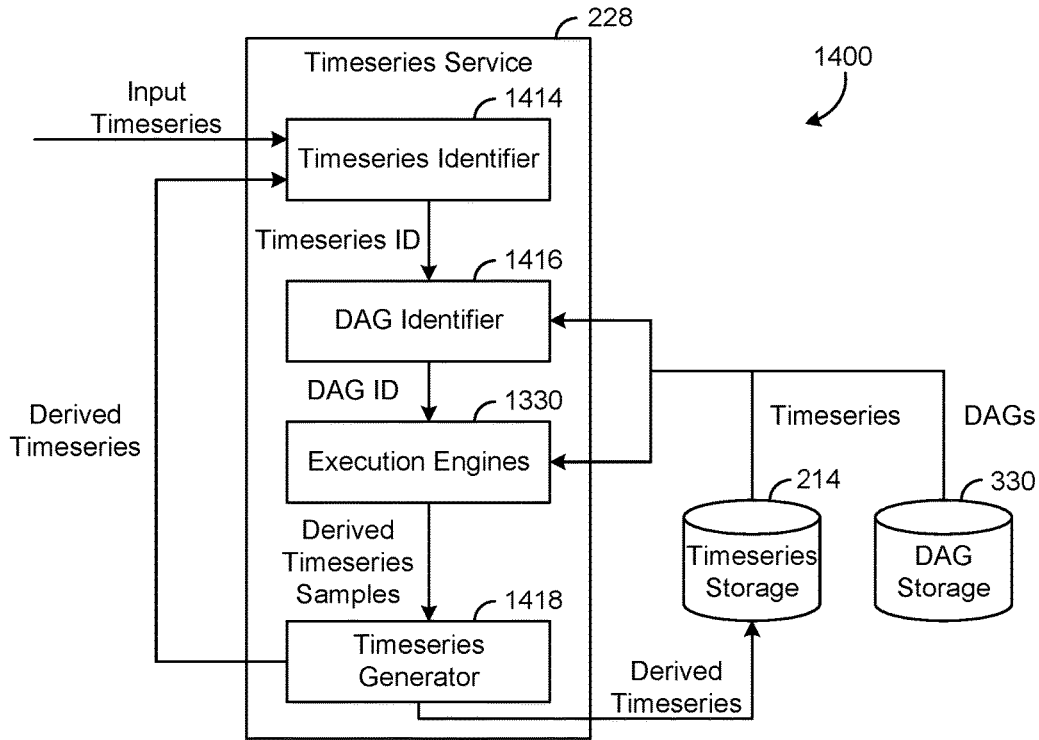 228
Timeseries Service
1400
Input
Timeseries
1414
Timeseries Identifier
Timeseries ID
1416
DAG Identifier
DAG ID
1330
Derived
Timeseries
Timeseries
DAGs
Execution Engines
214
330
Derived
Timeseries
Samples
Timeseries
Storage
DAG
Storage
1418
Timeseries
Generator
Derived
Timeseries